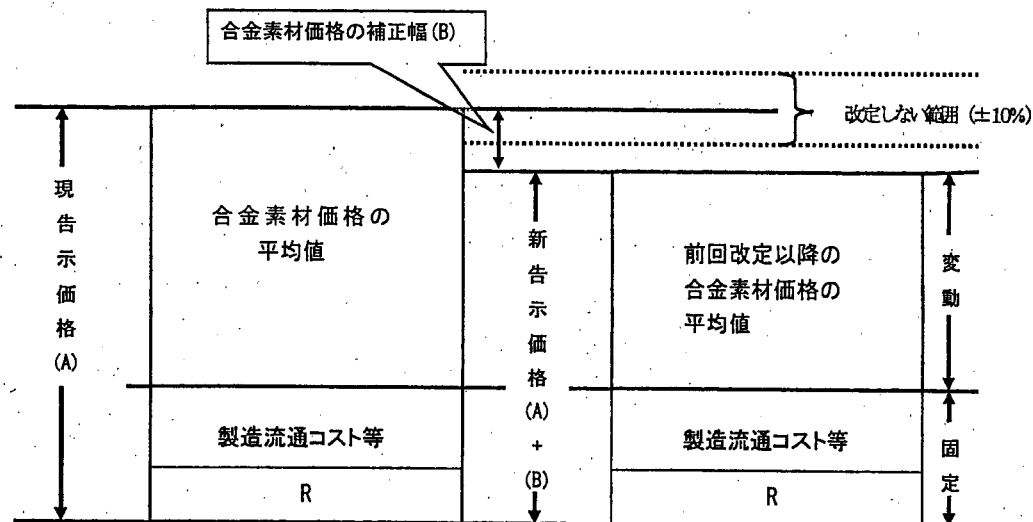 合金素材価格の補正幅(B)
改定しない範囲(±10%)
現告示価格(A)
合金素材価格の
平均値
新告示価格(A)+(B)
前回改定以降の
合金素材価格の
平均値
変動
製造流通コスト等
製造流通コスト等
固定
R
R